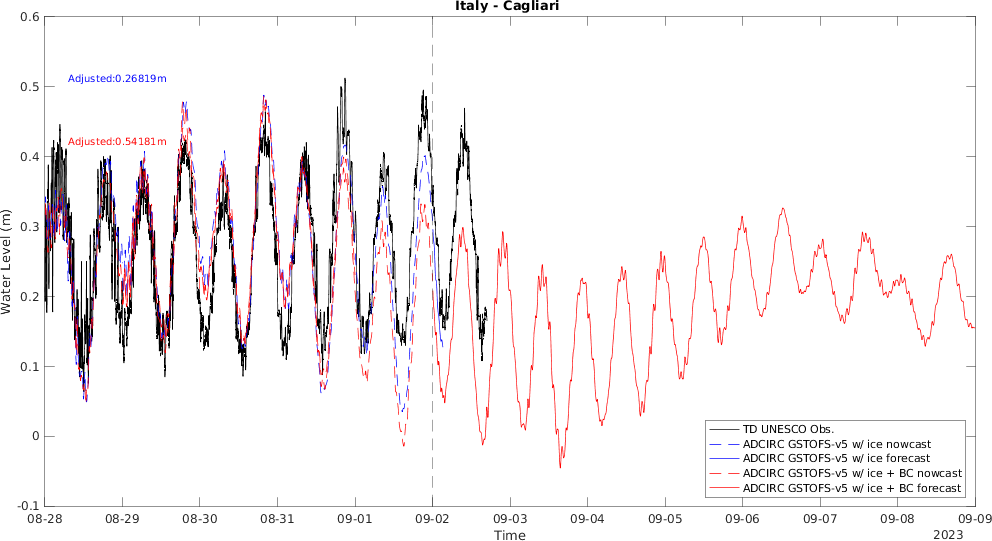 Italy - Cagliari
0.6
0.5
0.4
0.3
0.2
0.1
0
-0.1
Water Level (m)
Adjusted:0.26819m
Adjusted:0.54181m
TD UNESCO Obs.
ADCIRC GSTOFS-v5 w/ ice nowcast
ADCIRC GSTOFS-v5 w/ ice forecast
ADCIRC GSTOFS-v5 w/ ice + BC nowcast
ADCIRC GSTOFS-v5 w/ ice + BC forecast
08-28 08-29 08-30 08-31 09-01 09-02 09-03 09-04 09-05 09-06 09-07 09-08 09-09
Time
2023